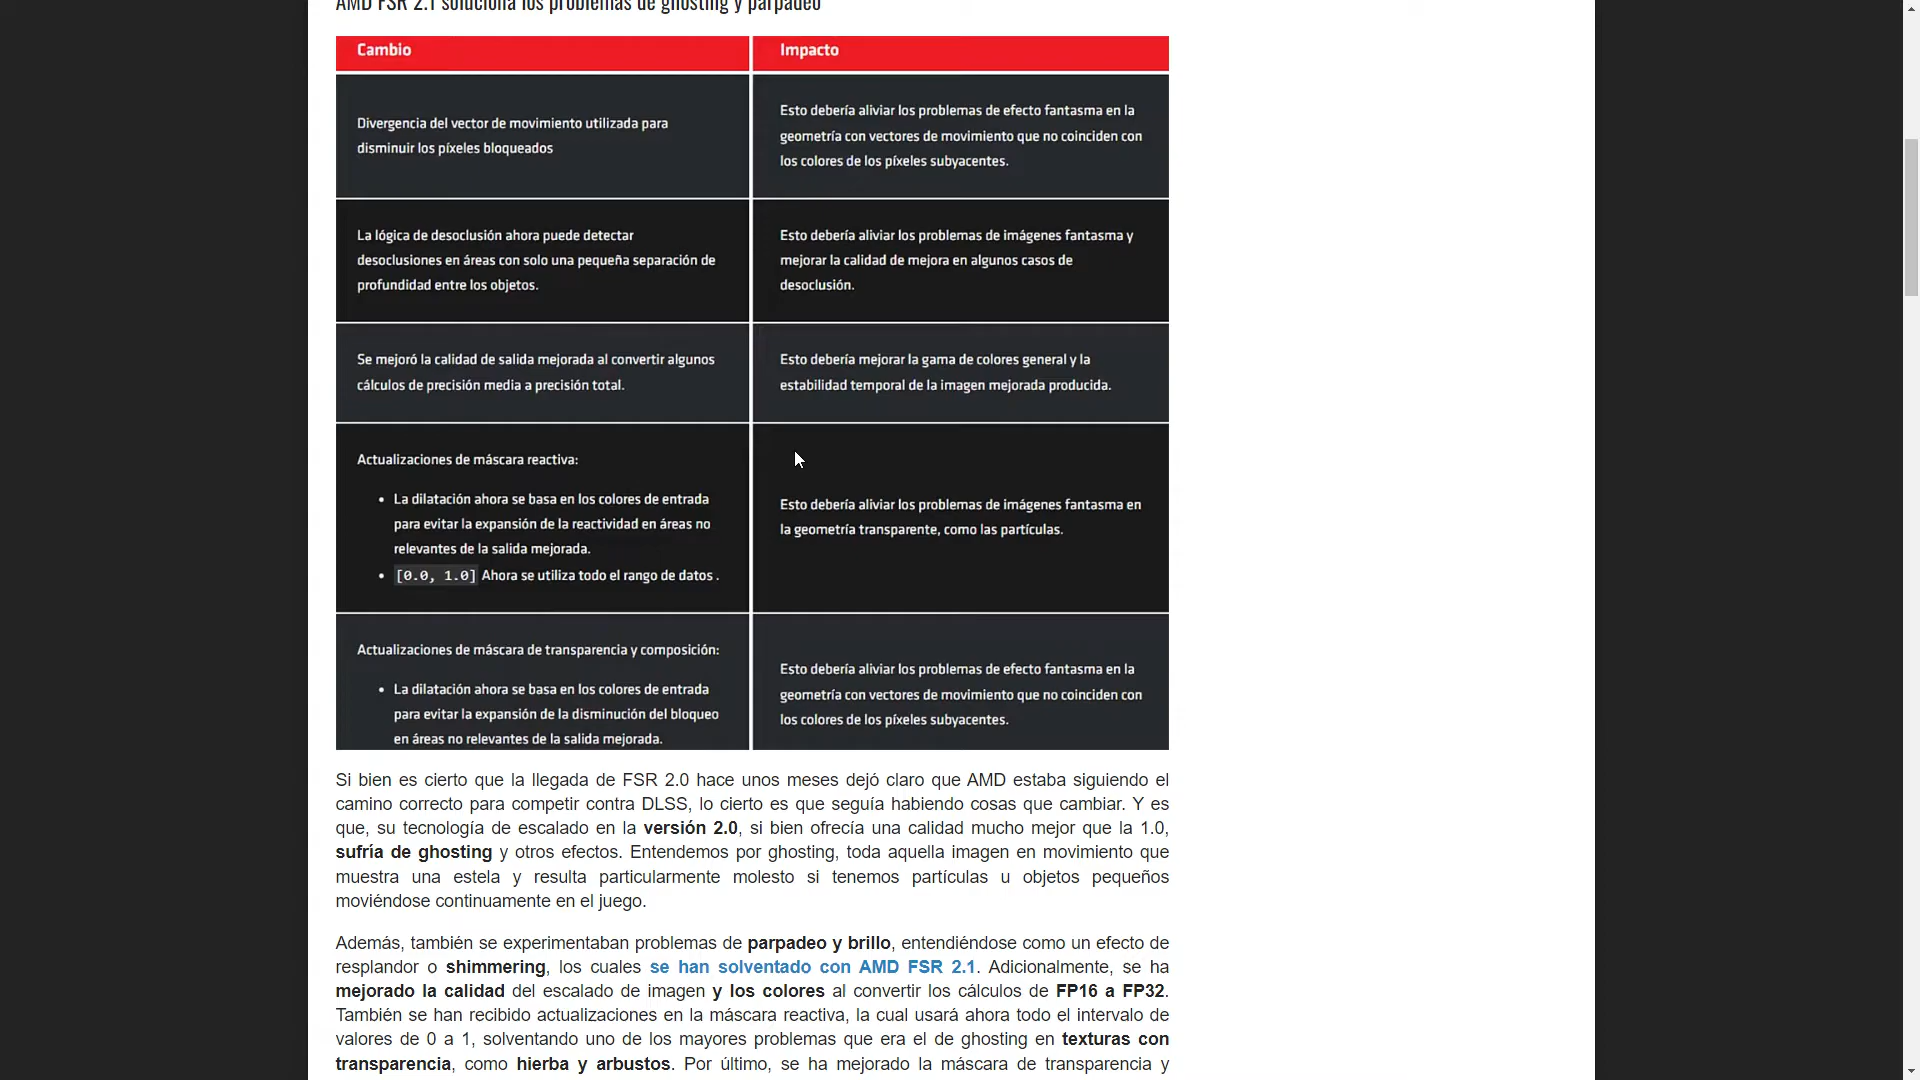 AMD FSR 2.1 soluciona los problemas de ghosting y parpadeo
Cambio
Impacto
Divergencia del vector de movimiento utilizada para
disminuir los píxeles bloqueados
Esto debería aliviar los problemas de efecto fantasma en la
geometría con vectores de movimiento que no coinciden con
los colores de los píxeles subyacentes.
La lógica de desoclusión ahora puede detectar
desoclusiones en áreas con solo una pequeña separación de
profundidad entre los objetos.
Esto debería aliviar los problemas de imágenes fantasma y
mejorar la calidad de mejora en algunos casos de
desoclusión.
Se mejoró la calidad de salida mejorada al convertir algunos
cálculos de precisión media a precisión total.
Esto debería mejorar la gama de colores general y la
estabilidad temporal de la imagen mejorada producida.
Actualizaciones de máscara reactiva:
• La dilatación ahora se basa en los colores de entrada
para evitar la expansión de la reactividad en áreas no
relevantes de la salida mejorada.
• [0.0, 1.0] Ahora se utiliza todo el rango de datos .
Esto debería aliviar los problemas de imágenes fantasma en
la geometría transparente, como las partículas.
Actualizaciones de máscara de transparencia y composición:
• La dilatación ahora se basa en los colores de entrada
para evitar la expansión de la disminución del bloqueo
en áreas no relevantes de la salida mejorada.
Esto debería aliviar los problemas de efecto fantasma en la
geometría con vectores de movimiento que no coinciden con
los colores de los píxeles subyacentes.
Si bien es cierto que la llegada de FSR 2.0 hace unos meses dejó claro que AMD estaba siguiendo el
camino correcto para competir contra DLSS, lo cierto es que seguía habiendo cosas que cambiar. Y es
que, su tecnología de escalado en la versión 2.0, si bien ofrecía una calidad mucho mejor que la 1.0,
sufría de ghosting y otros efectos. Entendemos por ghosting, toda aquella imagen en movimiento que
muestra una estela y resulta particularmente molesto si tenemos partículas u objetos pequeños
moviéndose continuamente en el juego.
Además, también se experimentaban problemas de parpadeo y brillo, entendiéndose como un efecto de
resplandor o shimmering, los cuales se han solventado con AMD FSR 2.1. Adicionalmente, se ha
mejorado la calidad del escalado de imagen y los colores al convertir los cálculos de FP16 a FP32.
También se han recibido actualizaciones en la máscara reactiva, la cual usará ahora todo el intervalo de
valores de 0 a 1, solventando uno de los mayores problemas que era el de ghosting en texturas con
transparencia, como hierba y arbustos. Por último, se ha mejorado la máscara de transparencia y